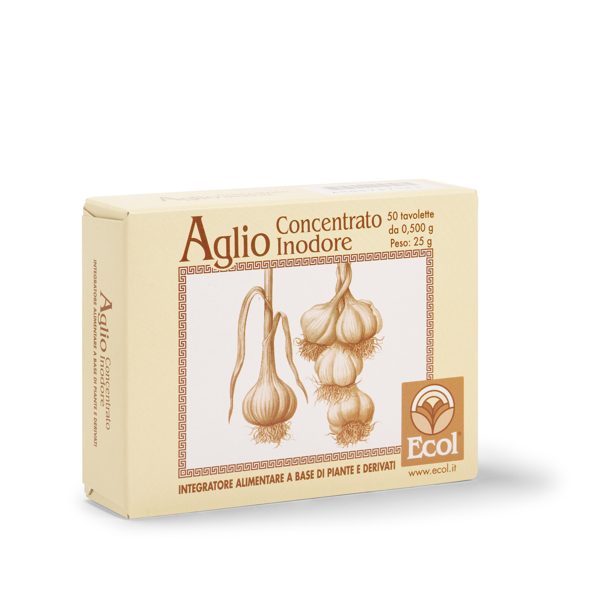 Aglio Concentrato
Inodore
50 tavolette
da 0,500 g
Peso: 25 g
Ecol®
www.ecol.it
INTEGRATORE ALIMENTARE A BASE DI PIANTE E DERIVATI
Aglio Concentrato
Inodore
INTEGRATORE ALIMENTARE A BASE DI PIANTE E DERIVATI